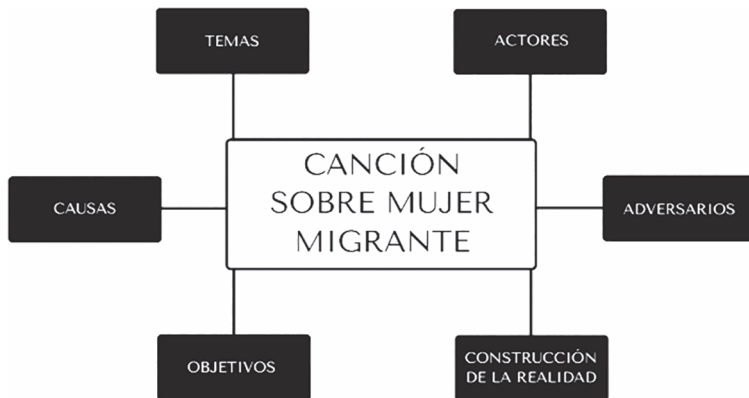 TEMAS
ACTORES
CANCIÓN
SOBRE MUJER
MIGRANTE
CAUSAS
ADVERSARIOS
OBJETIVOS
CONSTRUCCIÓN
DE LA REALIDAD